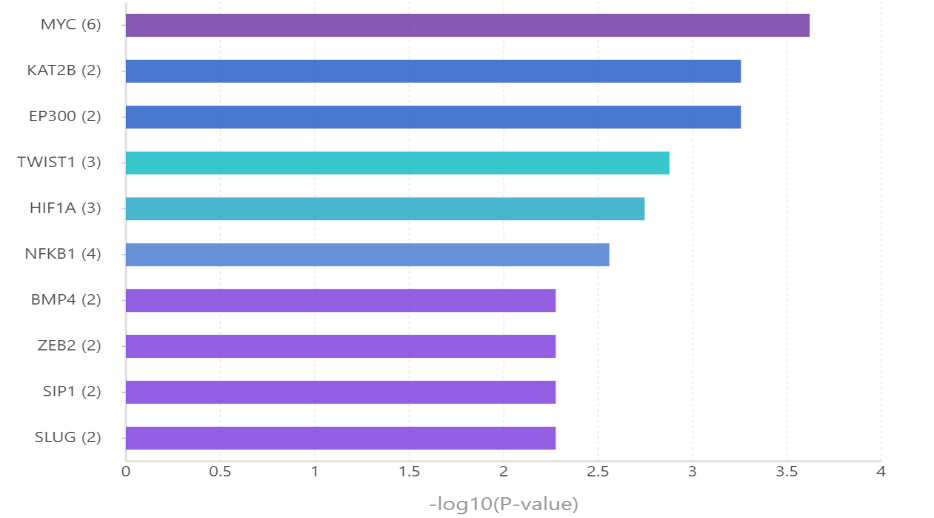 MYC (6)
KAT2B (2)
EP300 (2)
TWIST1 (3)
HIF1A (3)
NFKB1 (4)
BMP4 (2)
ZEB2 (2)
SIP1 (2)
SLUG (2)
0 0.5 1 1.5 2 2.5 3 3.5 4
-log10(P-value)